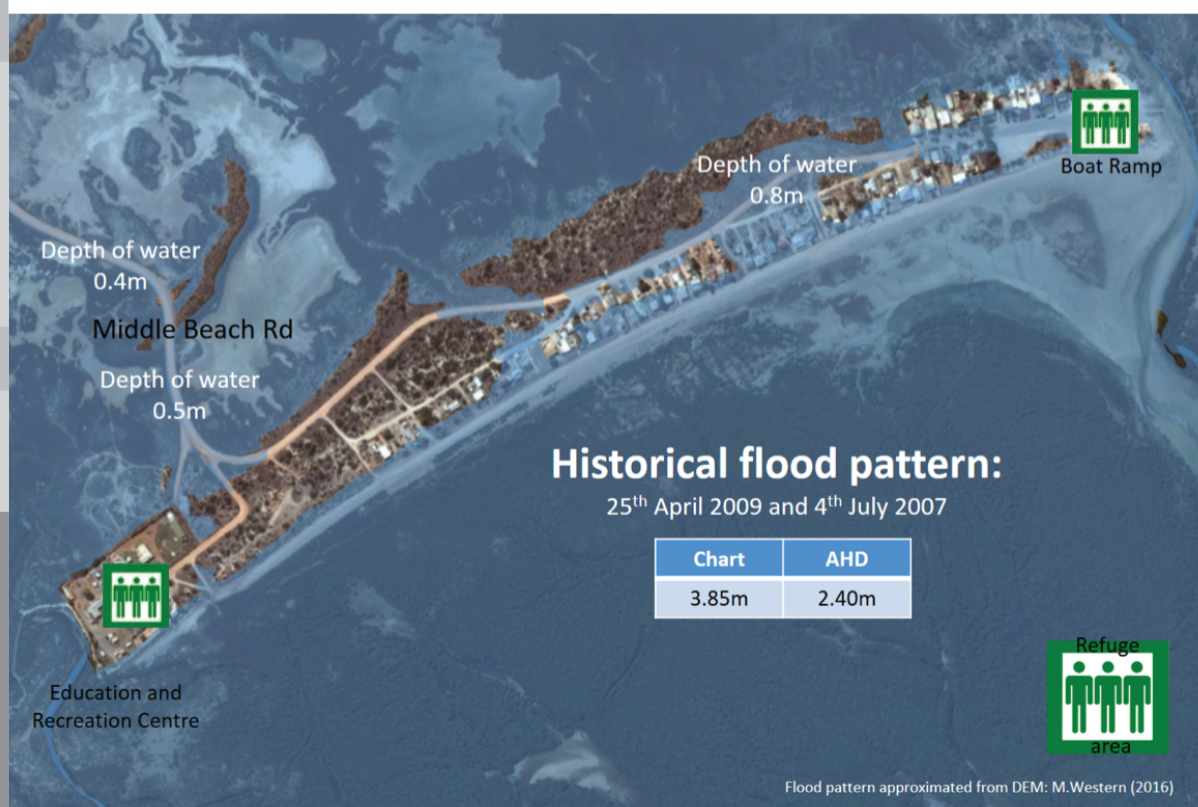 Depth of water
0.8m
Boat Ramp
Depth of water
0.4m
Middle Beach Rd
Depth of water
0.5m
Historical flood pattern:
25th April 2009 and 4th July 2007
Chart AHD
3.85m 2.40m
Education and
Recreation Centre
Refuge
area
Flood pattern approximated from DEM: M.Western (2016)